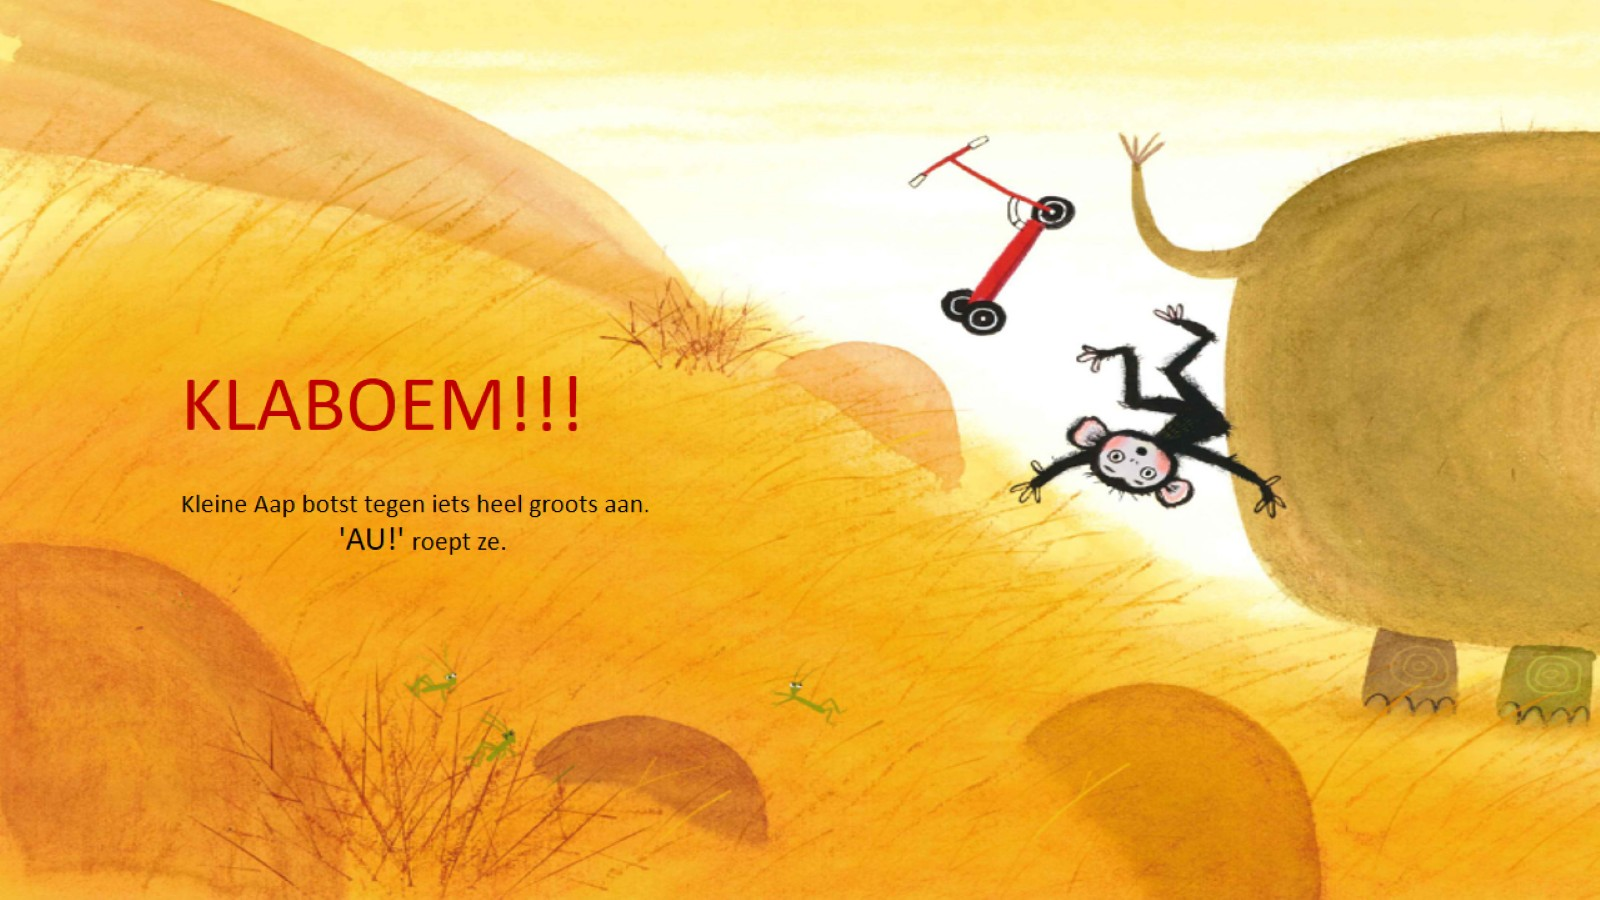 KLABOEM!!!
Kleine Aap botst tegen iets heel groots aan.
'AU!' roept ze.